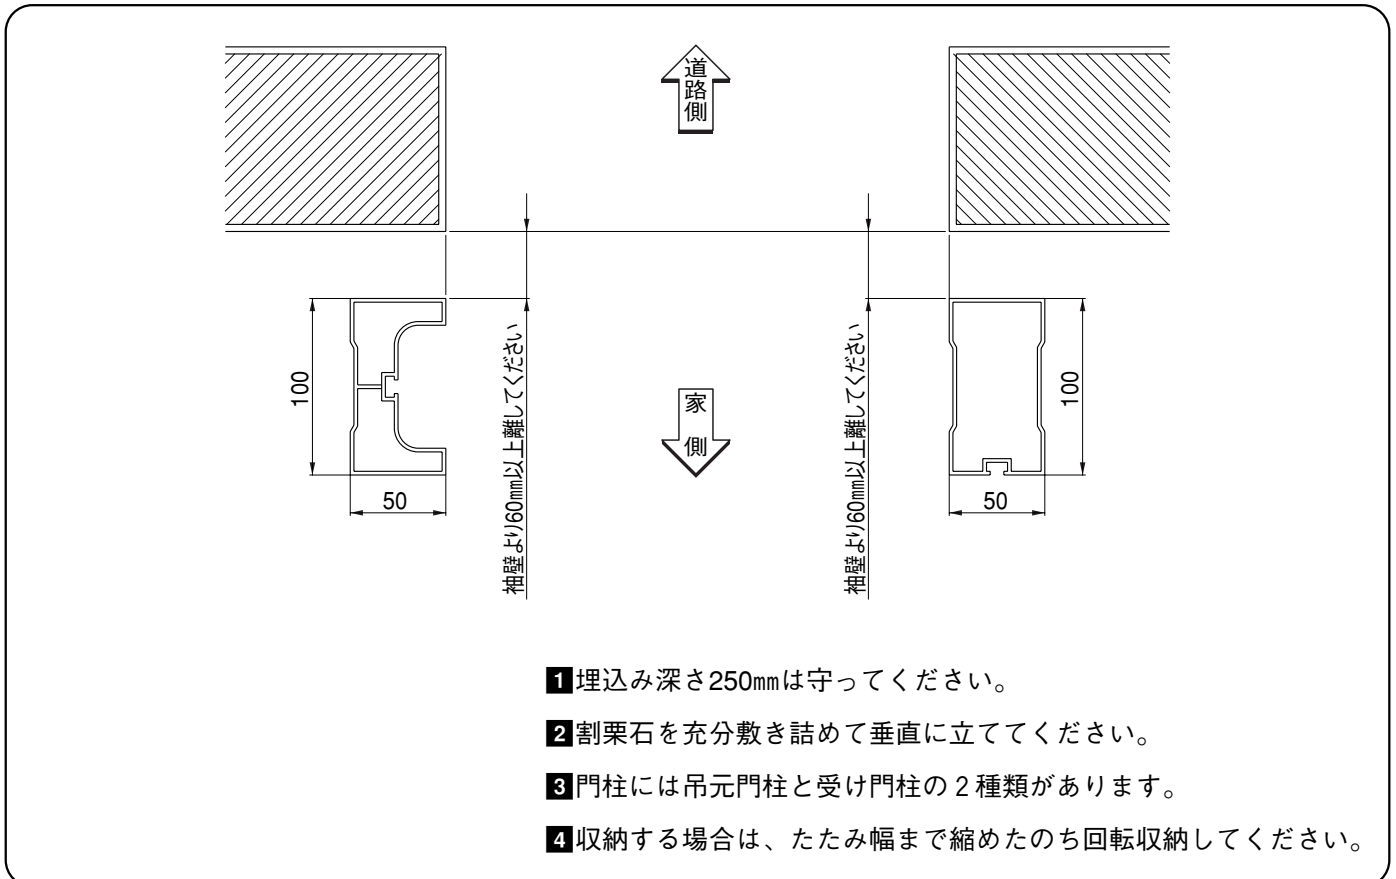 道路側
袖壁より60㎜以上離してください
袖壁より60㎜以上離してください
100
50
家側
100
50
1 埋込み深さ250㎜は守ってください。
2 割栗石を充分敷き詰めて垂直に立ててください。
3 門柱には吊元門柱と受け門柱の2種類があります。
4 収納する場合は、たたみ幅まで縮めたのち回転収納してください。